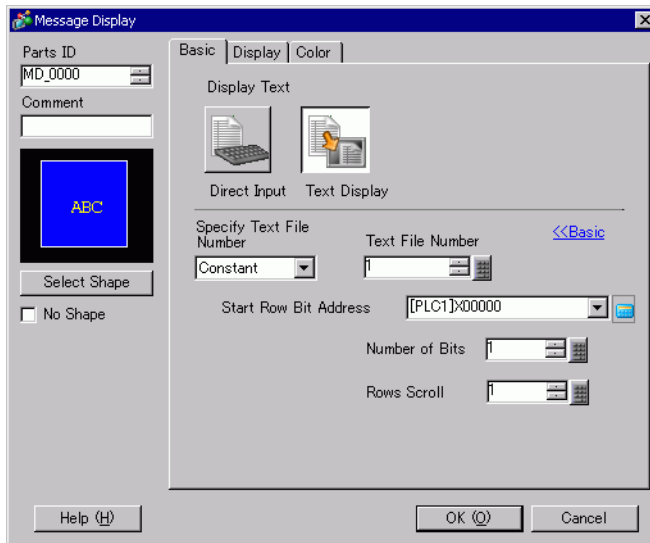 Message Display
Parts ID
MD_0000
Comment
ABC
Select Shape
No Shape
Basic
Display
Color
Display Text
Direct Input
Text Display
Specify Text File
Number
Constant
Text File Number
1
<<Basic
Start Row Bit Address
[PLC1]X00000
Number of Bits
1
Rows Scroll
1
Help (H)
OK (O)
Cancel